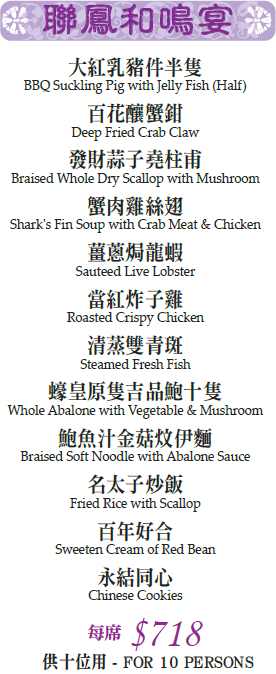 聯鳳和鳴宴
大紅乳豬件半隻
BBQ Suckling Pig with Jelly Fish (Half)
百花釀蟹鉗
Deep Fried Crab Claw
發財蒜子堯柱甫
Braised Whole Dry Scallop with Mushroom
蟹肉雞絲翅
Shark's Fin Soup with Crab Meat & Chicken
薑蔥焗龍蝦
Sauteed Live Lobster
當紅炸子雞
Roasted Crispy Chicken
清蒸雙青斑
Steamed Fresh Fish
蠔皇原隻吉品鮑十隻
Whole Abalone with Vegetable & Mushroom
鮑魚汁金菇炆伊麵
Braised Soft Noodle with Abalone Sauce
名太子炒飯
Fried Rice with Scallop
百年好合
Sweeten Cream of Red Bean
永結同心
Chinese Cookies
每席 $718
供十位用 - FOR 10 PERSONS